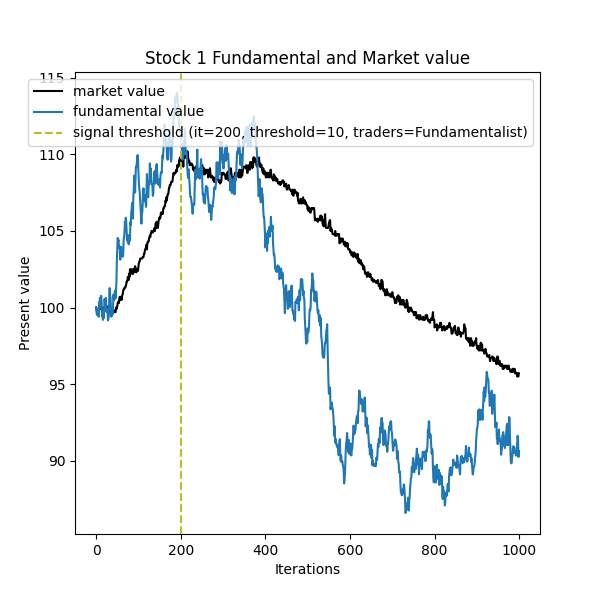 Stock 1 Fundamental and Market value
market value
fundamental value
signal threshold (it=200, threshold=10, traders=Fundamentalist)
115
110
105
100
95
90
Present value
0 200 400 600 800 1000
Iterations